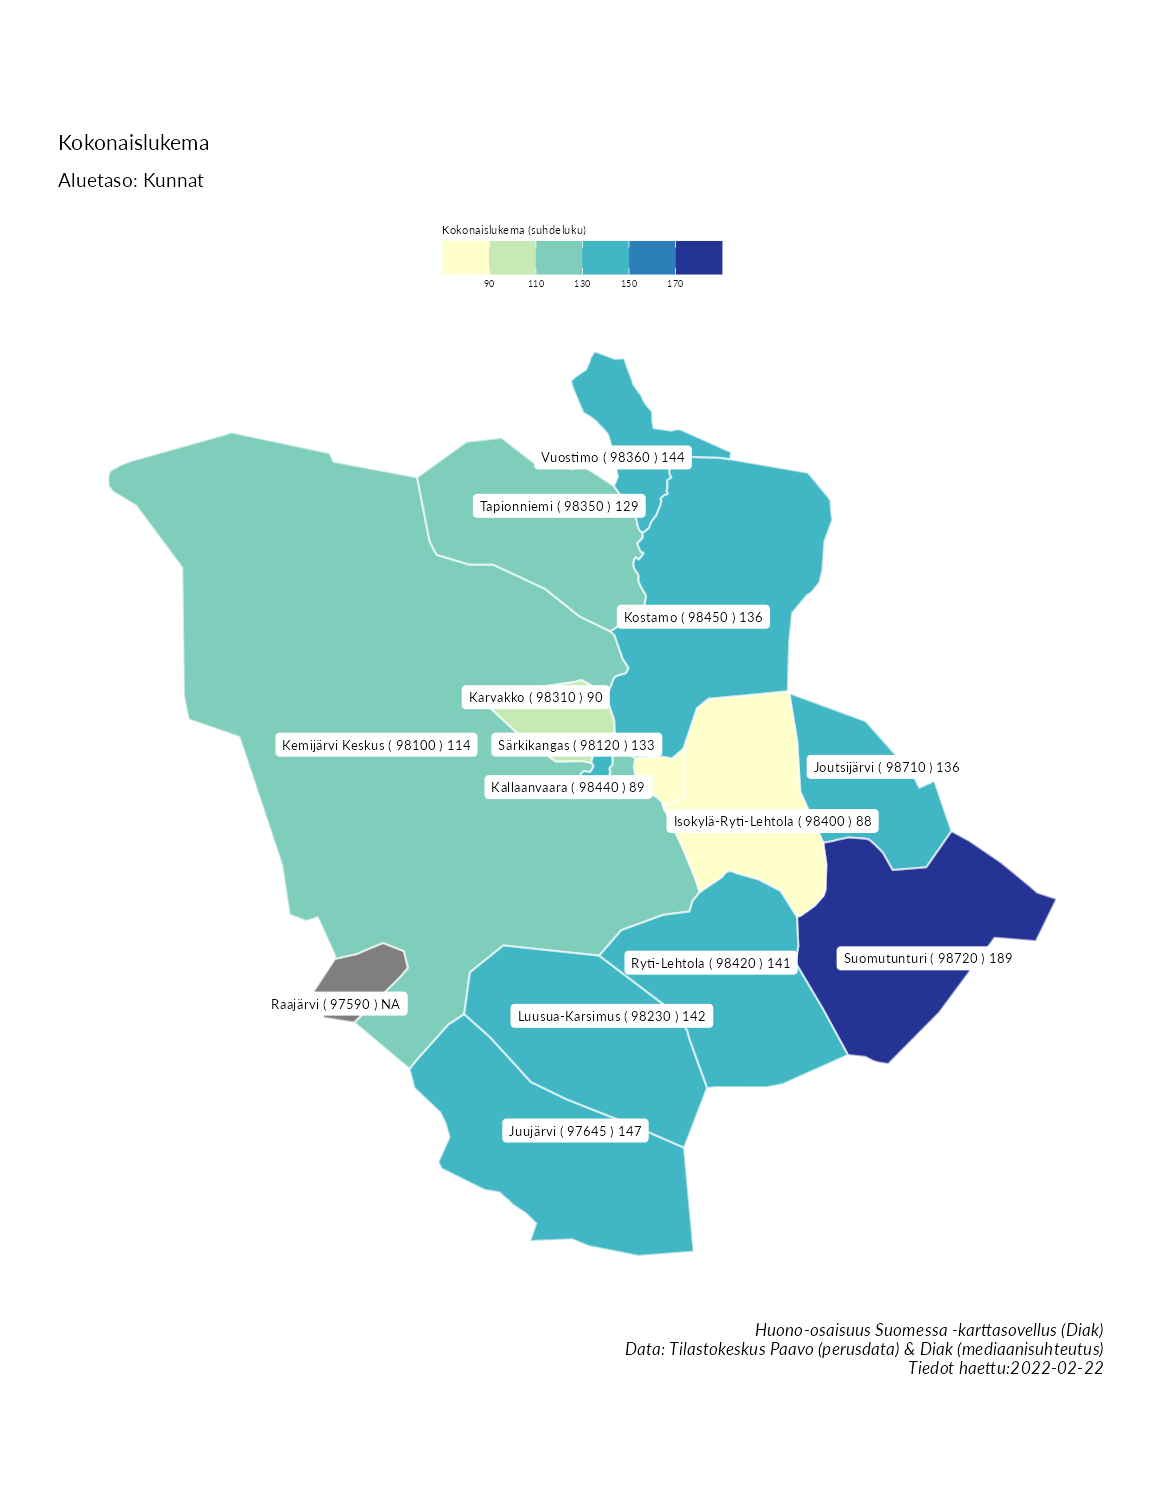 Kokonaislukema
Aluetaso: Kunnat
Kokonaislukema (suhdeluku)
90 110 130 150 170
Vuostimo ( 98360 ) 144
Tapionniemi ( 98350 ) 129
Kostamo ( 98450 ) 136
Karvakko ( 98310 ) 90
Kemijärvi Keskus ( 98100 ) 114
Särkikangas ( 98120 ) 133
Joutsijärvi ( 98710 ) 136
Kallaanvaara ( 98440 ) 89
Isokylä-Ryti-Lehtola ( 98400 ) 88
Suomutunturi ( 98720 ) 189
Ryti-Lehtola ( 98420 ) 141
Raajärvi ( 97590 ) NA
Luusua-Karsimus ( 98230 ) 142
Juujärvi ( 97645 ) 147
Huono-osaisuus Suomessa -karttasovellus (Diak)
Data: Tilastokeskus Paavo (perusdata) & Diak (mediaanisuhteutus)
Tiedot haettu:2022-02-22